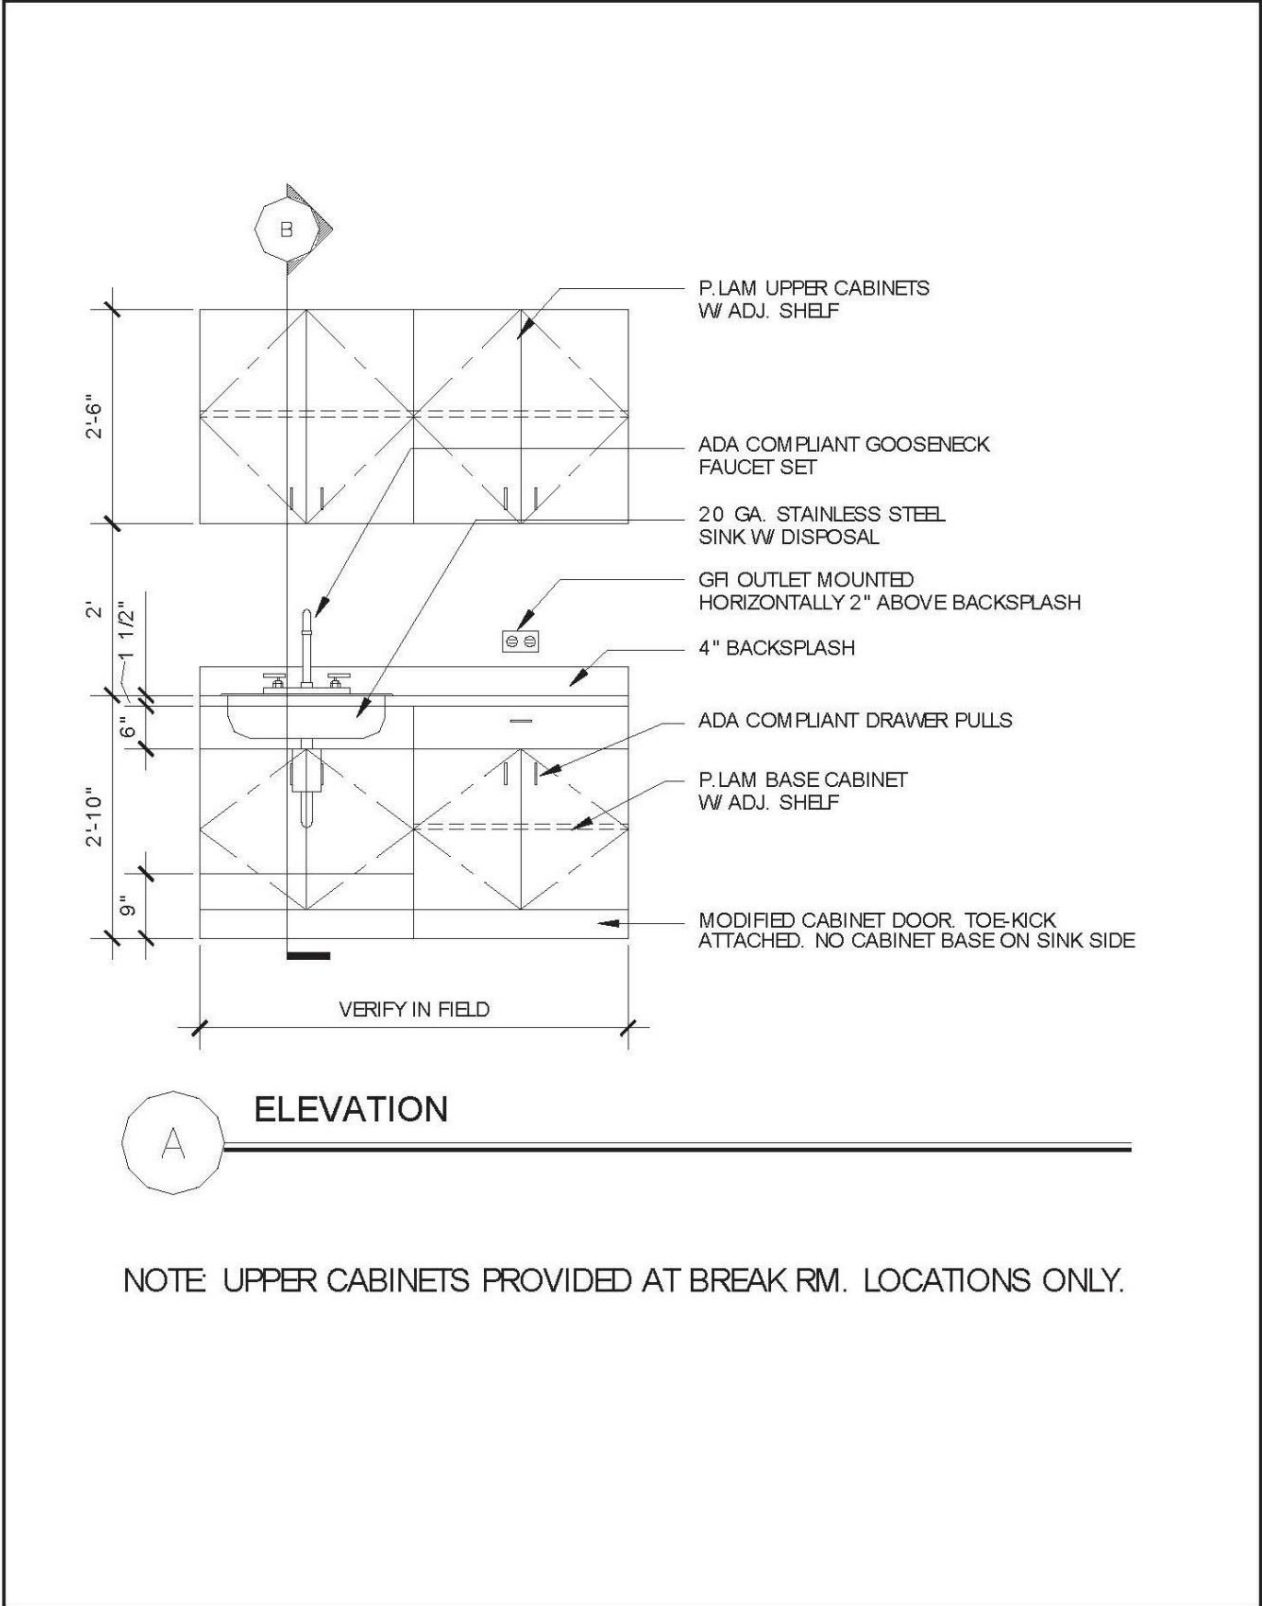 B
P.LAM UPPER CABINETS
W/ ADJ. SHELF
2'-6"
ADA COMPLIANT GOOSENECK
FAUCET SET
20 GA. STAINLESS STEEL
SINK W/ DISPOSAL
GFI OUTLET MOUNTED
HORIZONTALLY 2" ABOVE BACKSPLASH
2'
1 1/2"
4" BACKSPLASH
6"
ADA COMPLIANT DRAWER PULLS
P.LAM BASE CABINET
W/ ADJ. SHELF
2'-10"
9"
MODIFIED CABINET DOOR. TOE-KICK
ATTACHED. NO CABINET BASE ON SINK SIDE
VERIFY IN FIELD
A
ELEVATION
NOTE: UPPER CABINETS PROVIDED AT BREAK RM. LOCATIONS ONLY.